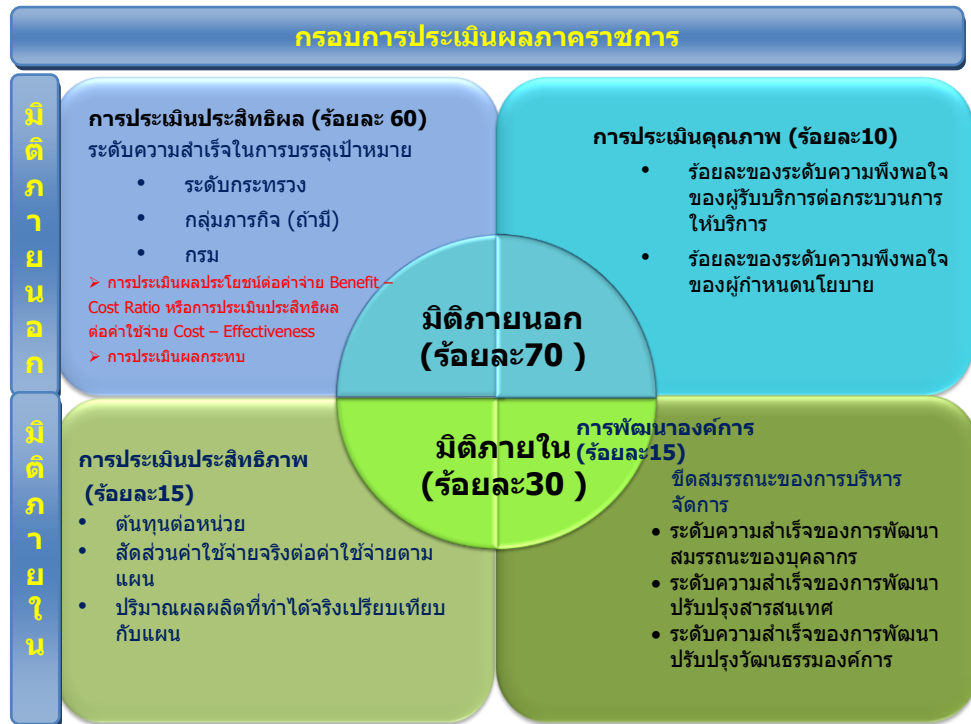 กรอบการประเมินผลภาคราชการ
มิติภายนอก
การประเมินประสิทธิผล (ร้อยละ 60)
ระดับความสำเร็จในการบรรลุเป้าหมาย
• ระดับกระทรวง
• กลุ่มภารกิจ (ถ้ามี)
• กรม
➢ การประเมินผลประโยชน์ต่อค่าจ่าย Benefit –
Cost Ratio หรือการประเมินประสิทธิผล
ต่อค่าใช้จ่าย Cost – Effectiveness
➢ การประเมินผลกระทบ
การประเมินคุณภาพ (ร้อยละ10)
• ร้อยละของระดับความพึงพอใจ
ของผู้รับบริการต่อกระบวนการ
ให้บริการ
• ร้อยละของระดับความพึงพอใจ
ของผู้กำหนดนโยบาย
มิติภายนอก
(ร้อยละ70 )
มิติภายใน
(ร้อยละ30 )
มิติภายใน
การประเมินประสิทธิภาพ
(ร้อยละ15)
• ต้นทุนต่อหน่วย
• สัดส่วนค่าใช้จ่ายจริงต่อค่าใช้จ่ายตาม
แผน
• ปริมาณผลผลิตที่ทำได้จริงเปรียบเทียบ
กับแผน
การพัฒนาองค์การ
(ร้อยละ15)
ขีดสมรรถนะของการบริหาร
จัดการ
• ระดับความสำเร็จของการพัฒนา
สมรรถนะของบุคลากร
• ระดับความสำเร็จของการพัฒนา
ปรับปรุงสารสนเทศ
• ระดับความสำเร็จของการพัฒนา
ปรับปรุงวัฒนธรรมองค์การ